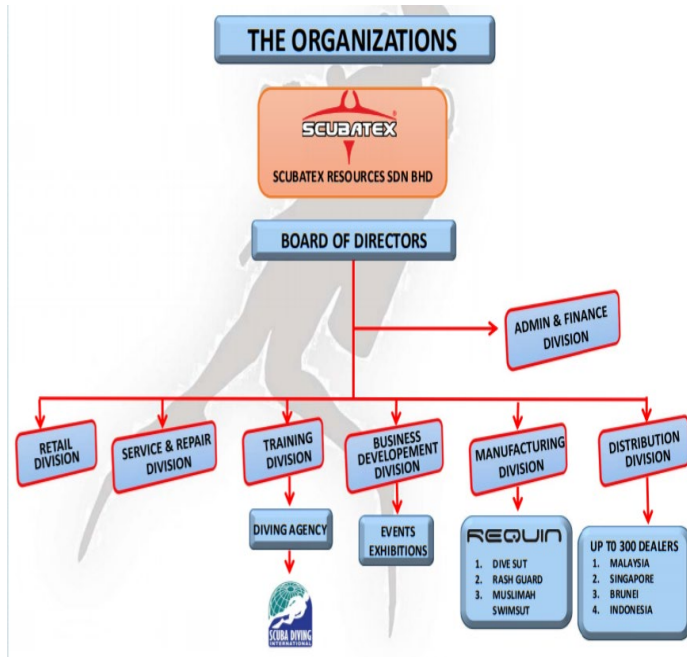 THE ORGANIZATIONS
SCUBATEX
®
SCUBATEX RESOURCES SDN BHD
BOARD OF DIRECTORS
ADMIN & FINANCE
DIVISION
RETAIL
DIVISION
SERVICE & REPAIR
DIVISION
TRAINING
DIVISION
BUSINESS
DEVELOPEMENT
DIVISION
MANUFACTURING
DIVISION
DISTRIBUTION
DIVISION
DIVING AGENCY
EVENTS
EXHIBITIONS
REQUIN
1. DIVE SUT
2. RASH GUARD
3. MUSLIMAH
SWIMSUT
UP TO 300 DEALERS
1. MALAYSIA
2. SINGAPORE
3. BRUNEI
4. INDONESIA
SCUBA DIVING
INTERNATIONAL